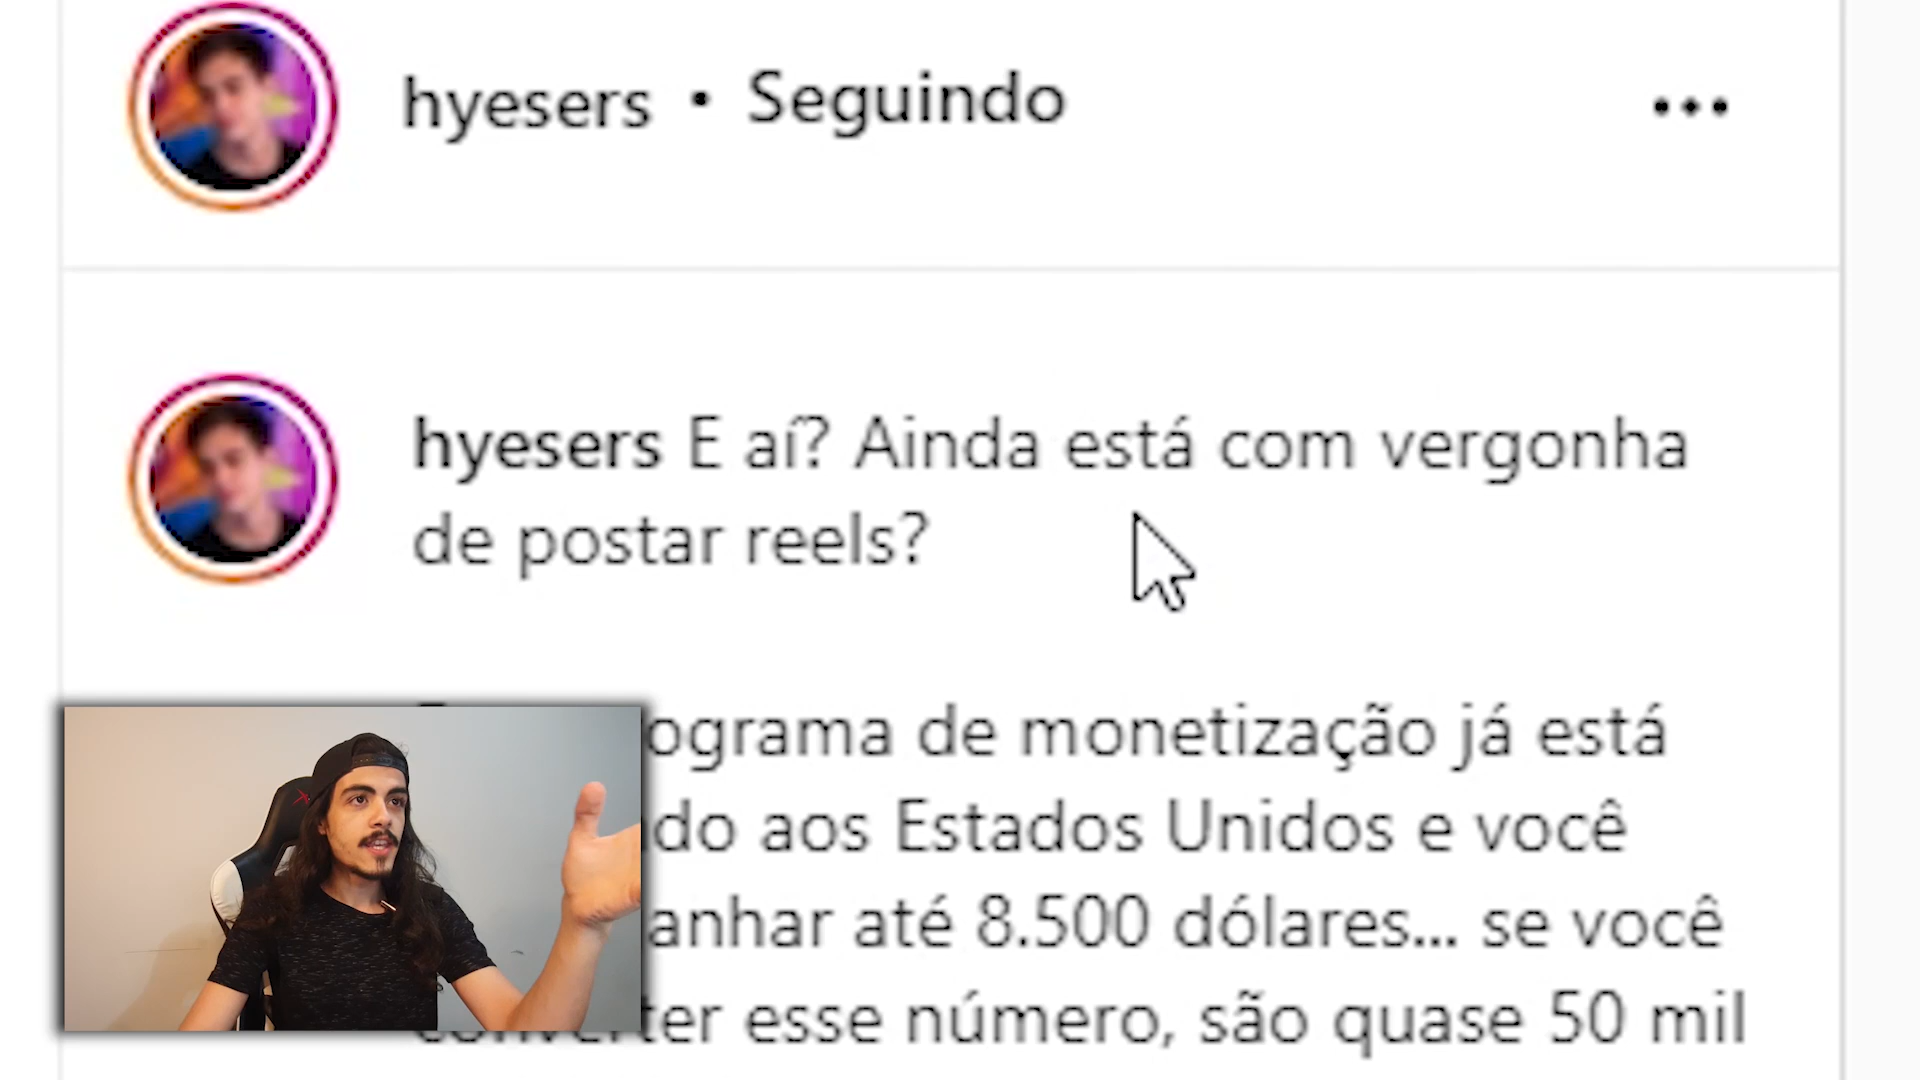 hyesers • Seguindo
hyesers E aí? Ainda está com vergonha
de postar reels?
ograma de monetização já está
do aos Estados Unidos e você
anhar até 8.500 dólares... se você
converter esse número, são quase 50 mil